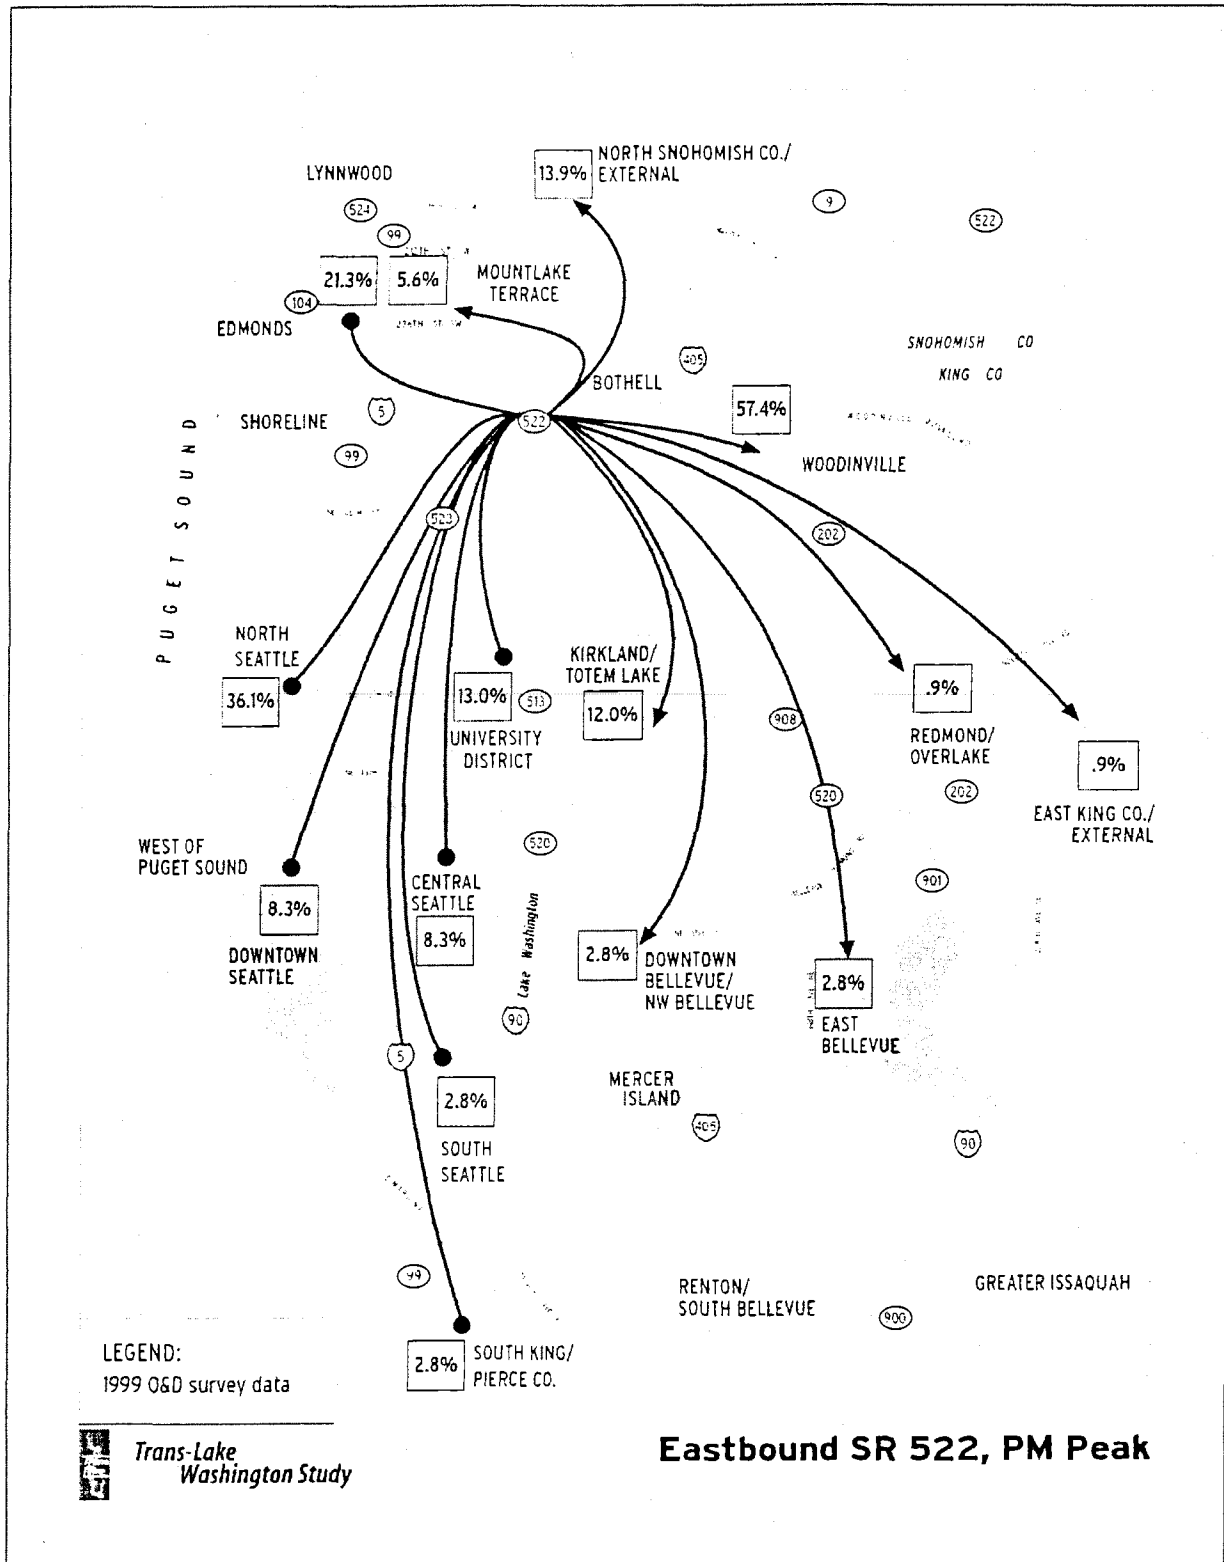 NORTH SNOHOMISH CO./
EXTERNAL
13.9%
LYNNWOOD
524
99
9
522
21.3%
5.6%
MOUNTLAKE
TERRACE
104
EDMONDS
SNOHOMISH CO
KING CO
405
BOTHELL
57.4%
5
SHORELINE
522
99
WOODINVILLE
PUGET SOUND
523
202
NORTH
SEATTLE
36.1%
13.0%
513
UNIVERSITY
DISTRICT
KIRKLAND/
TOTEM LAKE
12.0%
908
.9%
REDMOND/
OVERLAKE
.9%
202
520
EAST KING CO./
EXTERNAL
WEST OF
PUGET SOUND
520
8.3%
DOWNTOWN
SEATTLE
CENTRAL
SEATTLE
8.3%
901
Lake Washington
2.8%
DOWNTOWN
BELLEVUE/
NW BELLEVUE
2.8%
EAST
BELLEVUE
90
5
2.8%
SOUTH
SEATTLE
MERCER
ISLAND
405
90
99
RENTON/
SOUTH BELLEVUE
GREATER ISSAQUAH
900
2.8%
SOUTH KING/
PIERCE CO.
LEGEND:
1999 O&D survey data
Trans-Lake
Washington Study
Eastbound SR 522, PM Peak